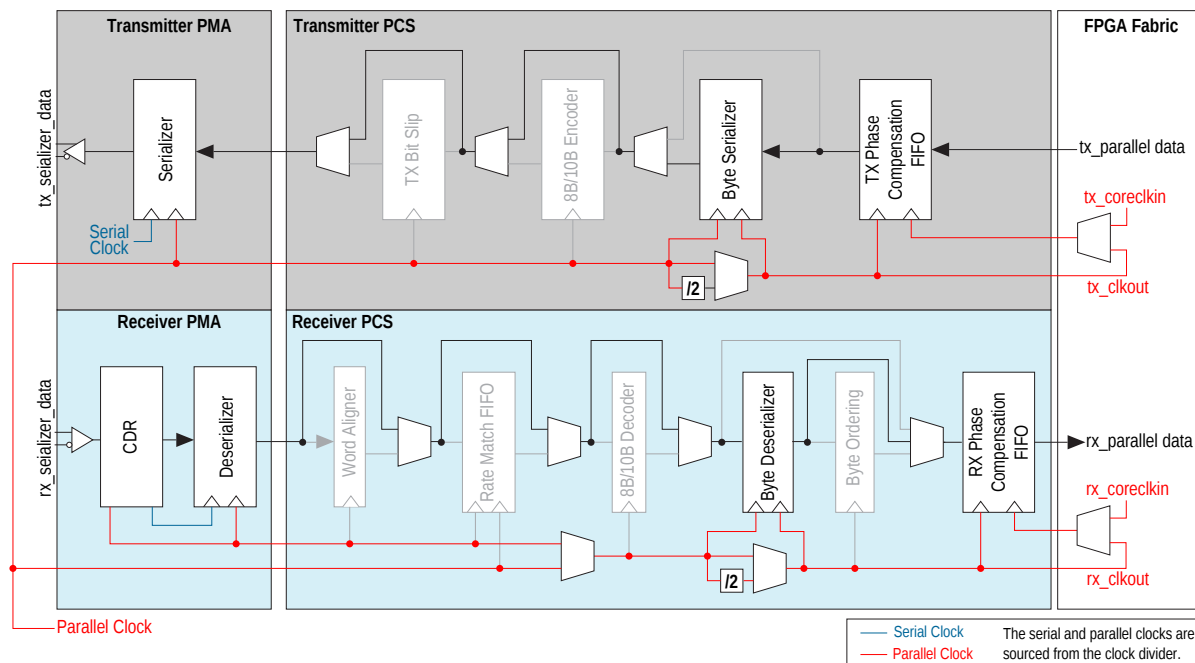 Transmitter PMA
Transmitter PCS
FPGA Fabric
tx_seializer_data
Serializer
TX Bit Slip
8B/10B Encoder
Byte Serializer
TX Phase
Compensation
FIFO
tx_parallel data
tx_coreclkin
Serial
Clock
/2
tx_clkout
Receiver PMA
Receiver PCS
rx_seializer_data
CDR
Deserializer
Word Aligner
Rate Match FIFO
8B/10B Decoder
Byte Deserializer
Byte Ordering
RX Phase
Compensation
FIFO
rx_parallel data
rx_coreclkin
/2
rx_clkout
Parallel Clock
Serial Clock
Parallel Clock
The serial and parallel clocks are
sourced from the clock divider.